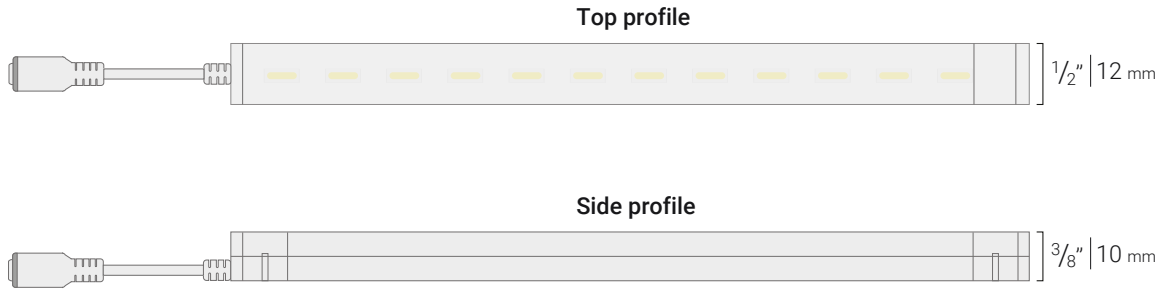 Top profile
1/2” | 12 mm
Side profile
3/8” | 10 mm